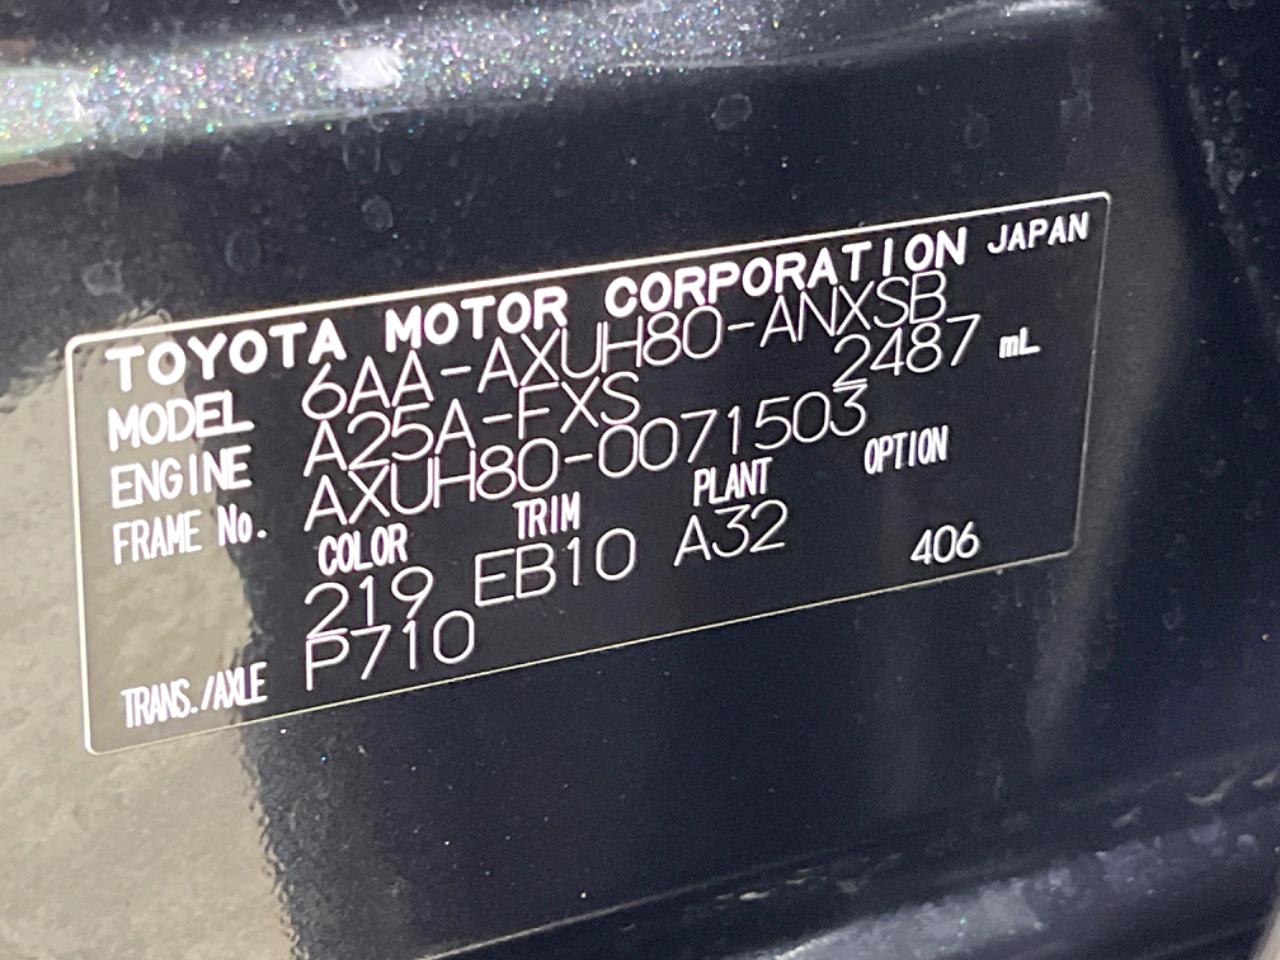 TOYOTA MOTOR CORPORATION JAPAN
MODEL 6AA-AXUH80-ANXSB
ENGINE A25A-FXS 2487 mL
FRAME No. AXUH80-0071503
COLOR TRIM PLANT OPTION
219 EB10 A32 406
TRANS./AXLE P710